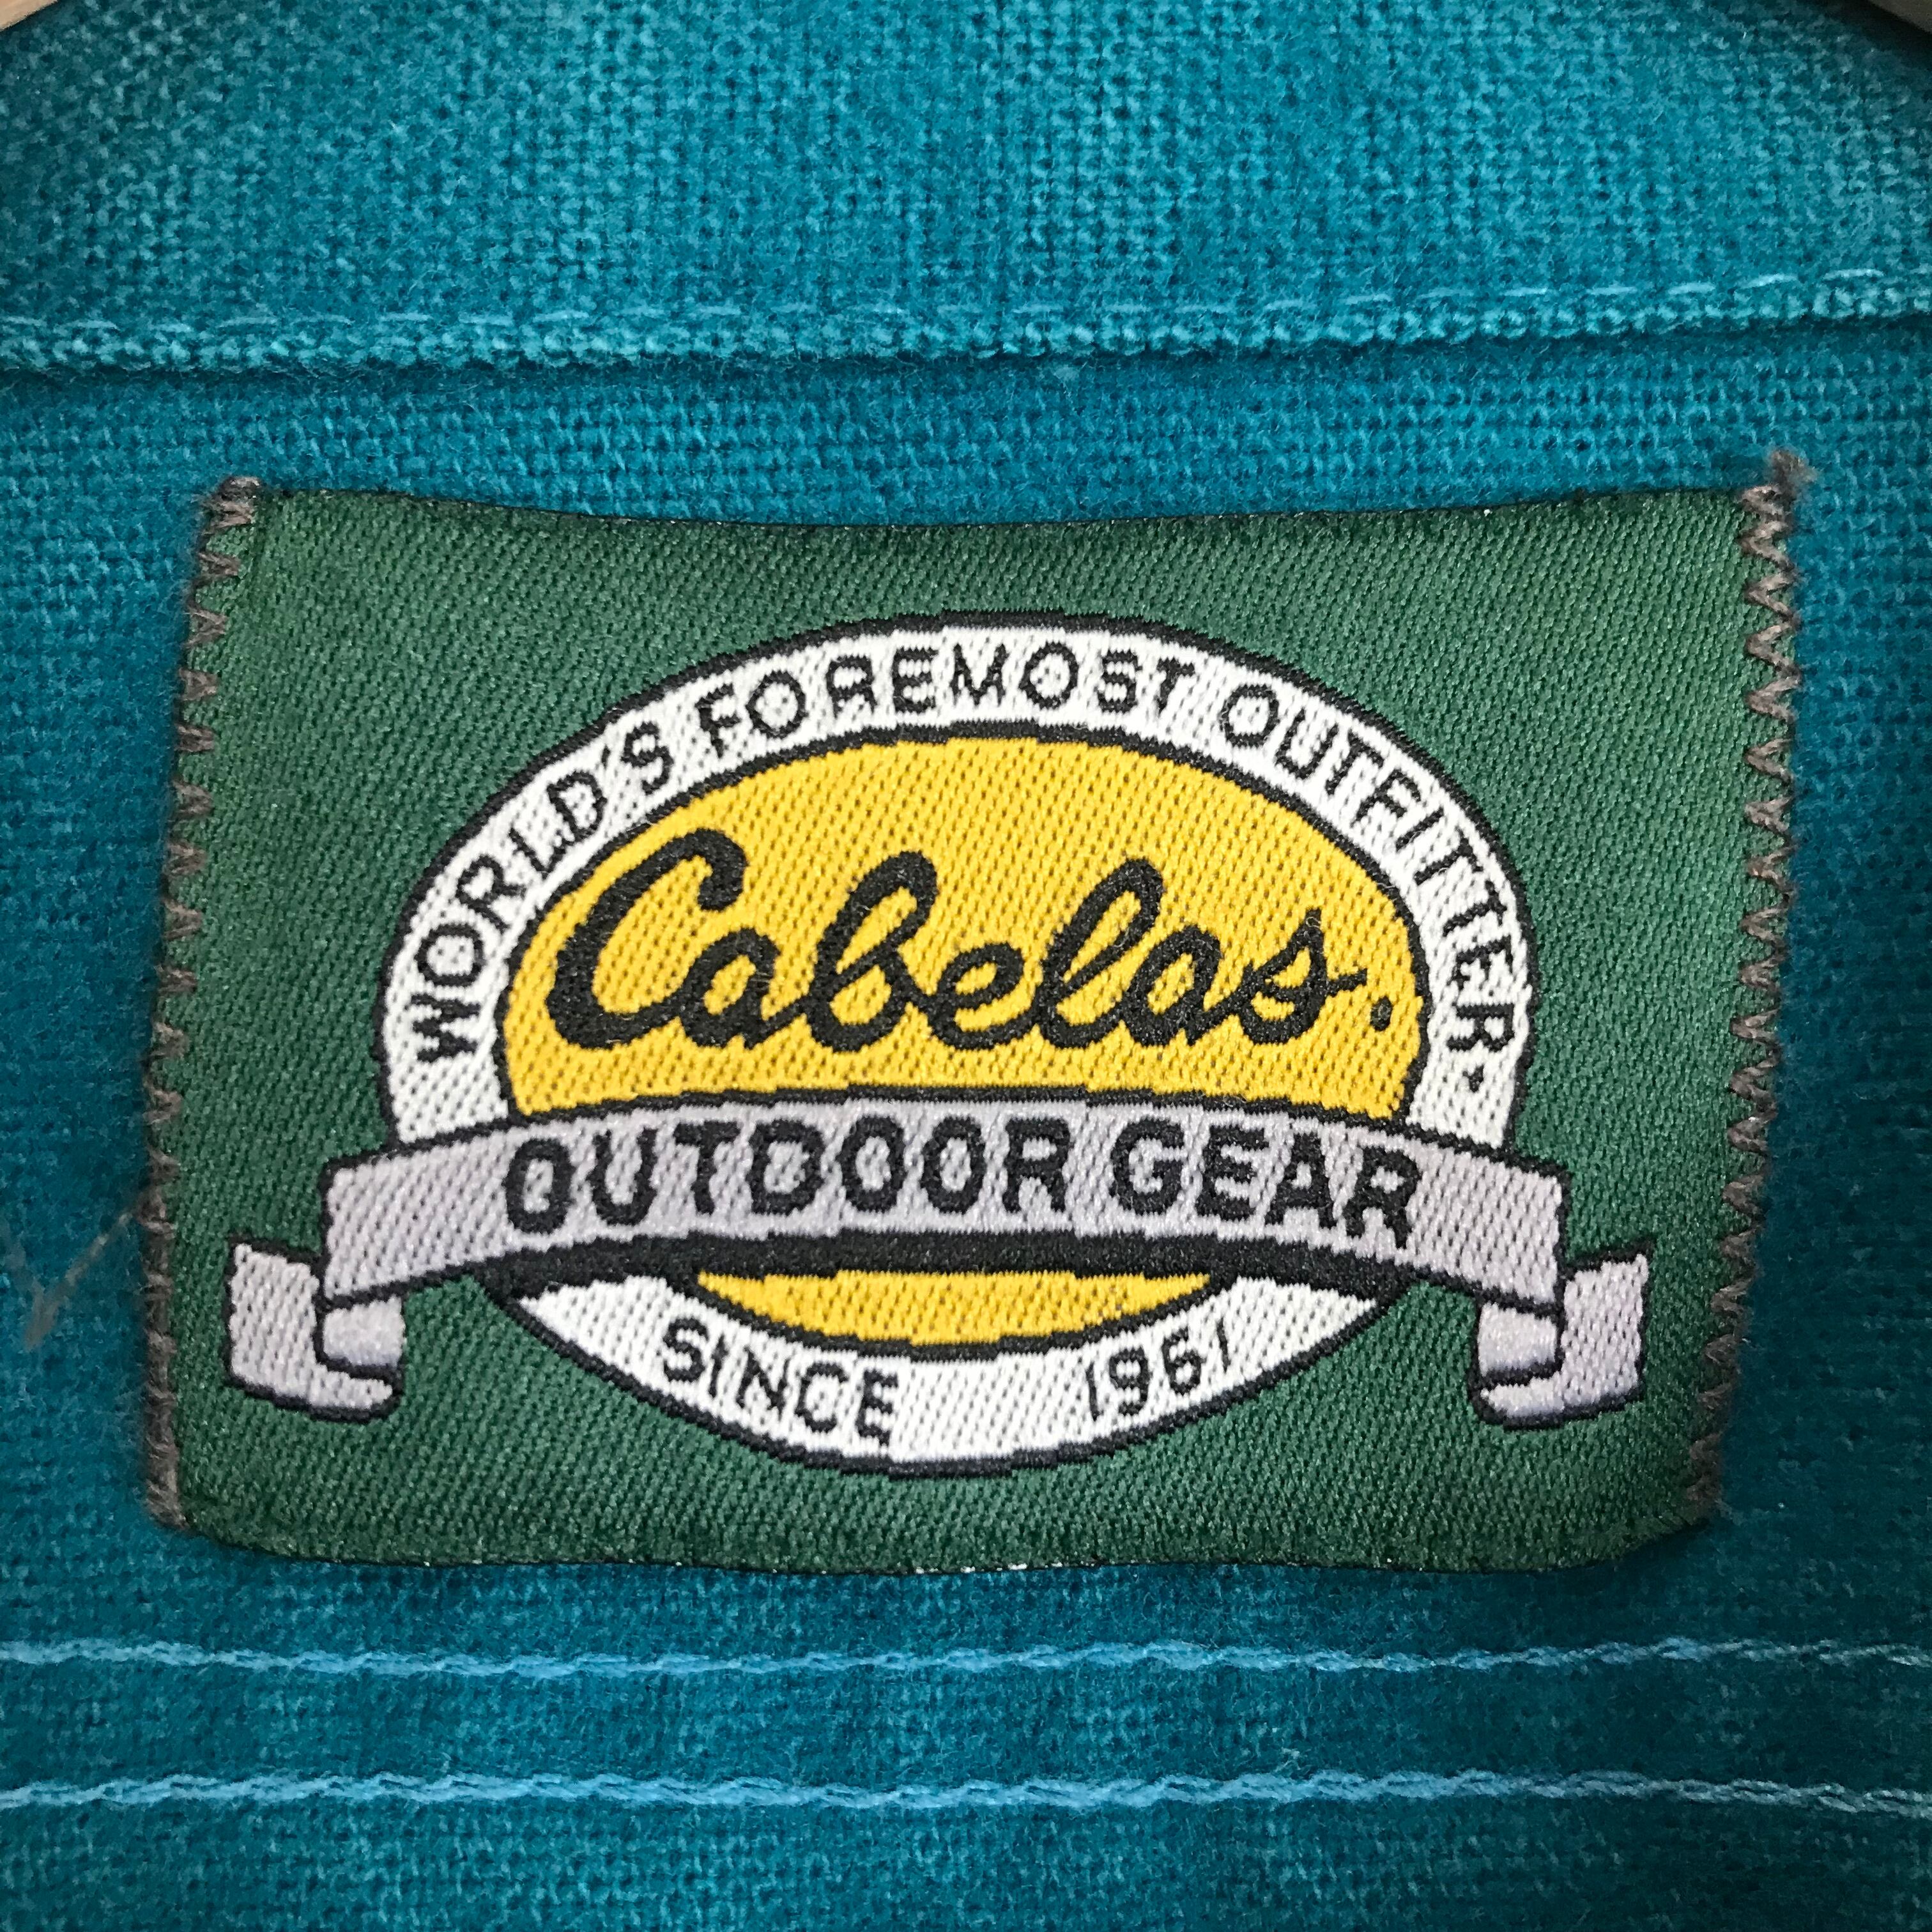 WORLD'S FOREMOST OUTFITTER
Cabelas
OUTDOOR GEAR
SINCE 1961